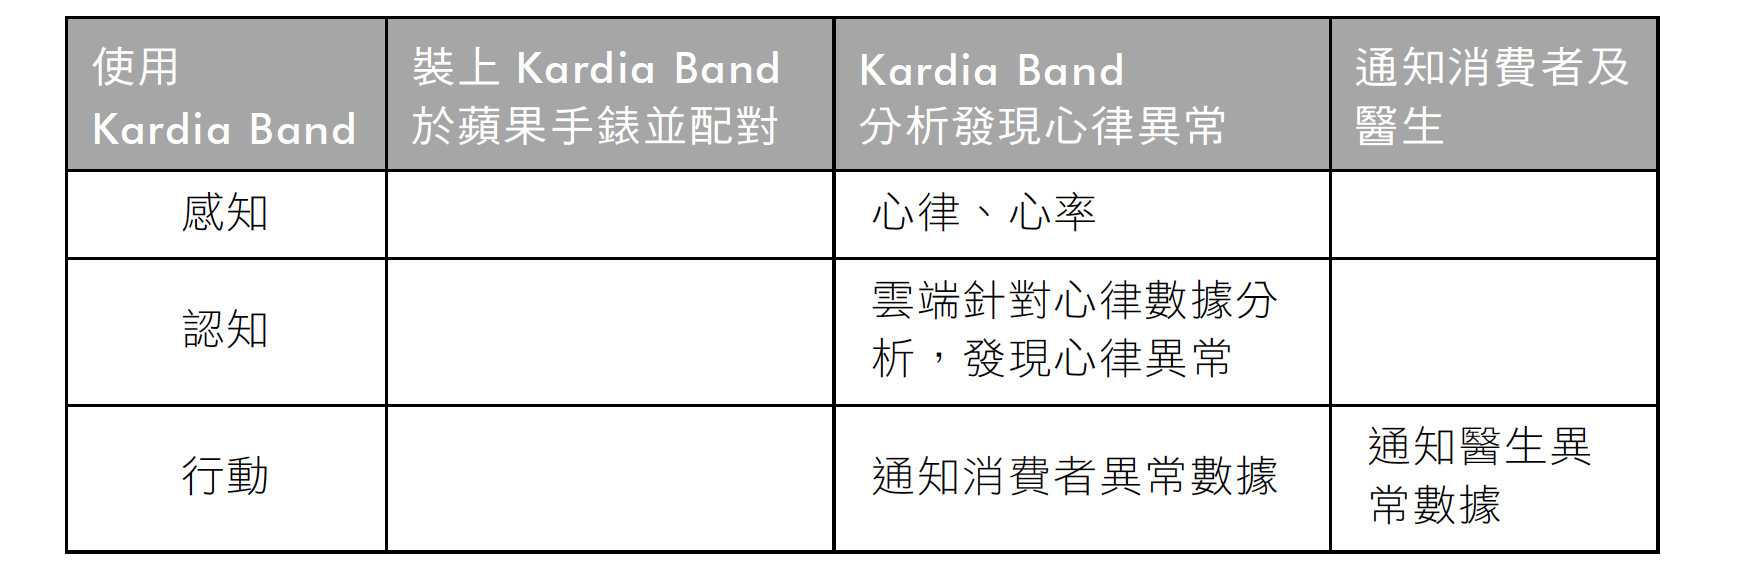 使用
Kardia Band
裝上 Kardia Band
於蘋果手錶並配對
Kardia Band
分析發現心律異常
通知消費者及
醫生
感知
心律、心率
認知
雲端針對心律數據分
析，發現心律異常
行動
通知消費者異常數據
通知醫生異
常數據